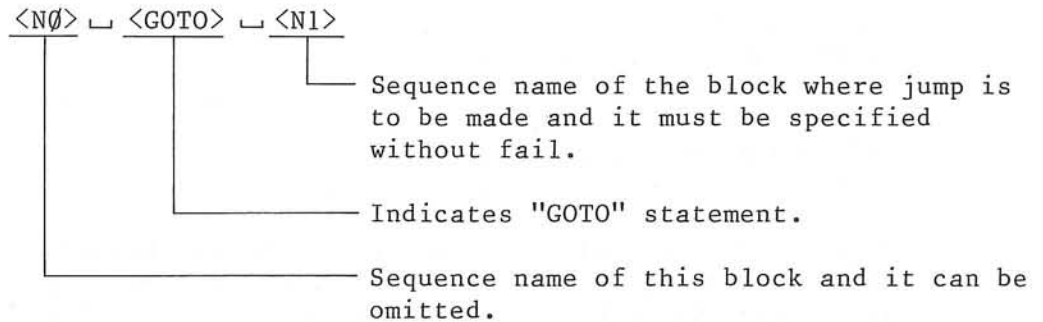 <NØ> ⎵ <GOTO> ⎵ <N1>
Sequence name of the block where jump is
to be made and it must be specified
without fail.
Indicates "GOTO" statement.
Sequence name of this block and it can be
omitted.